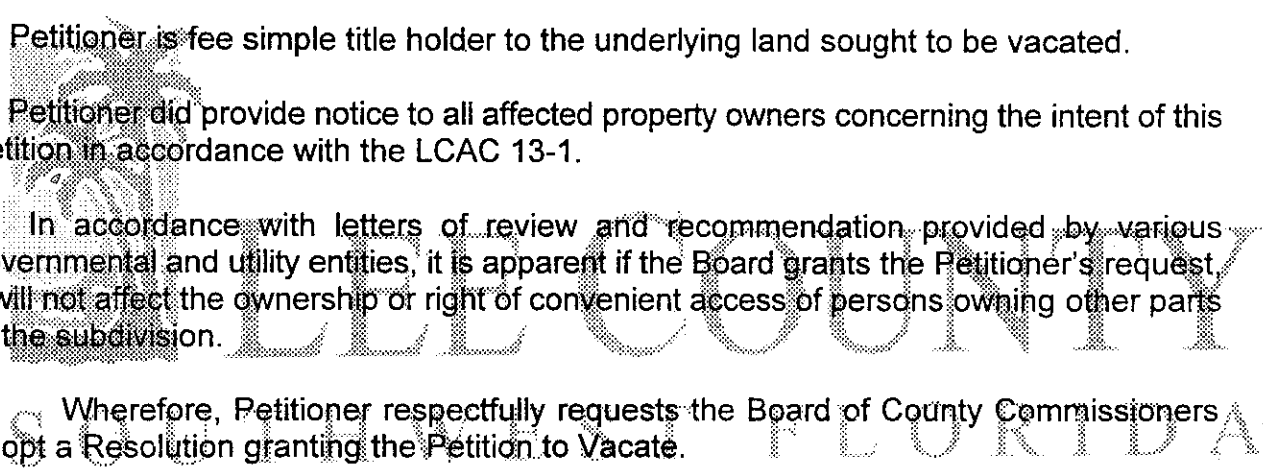 Petitioner is fee simple title holder to the underlying land sought to be vacated.
Petitioner did provide notice to all affected property owners concerning the intent of this
etition in accordance with the LCAC 13-1.
In accordance with letters of review and recommendation provided by various
vernmental and utility entities, it is apparent if the Board grants the Petitioner's request,
will not affect the ownership or right of convenient access of persons owning other parts
the subdivision.
LEE COUNTY
Wherefore, Petitioner respectfully requests the Board of County Commissioners
opt a Resolution granting the Petition to Vacate.
SOUTHWEST FLORIDA